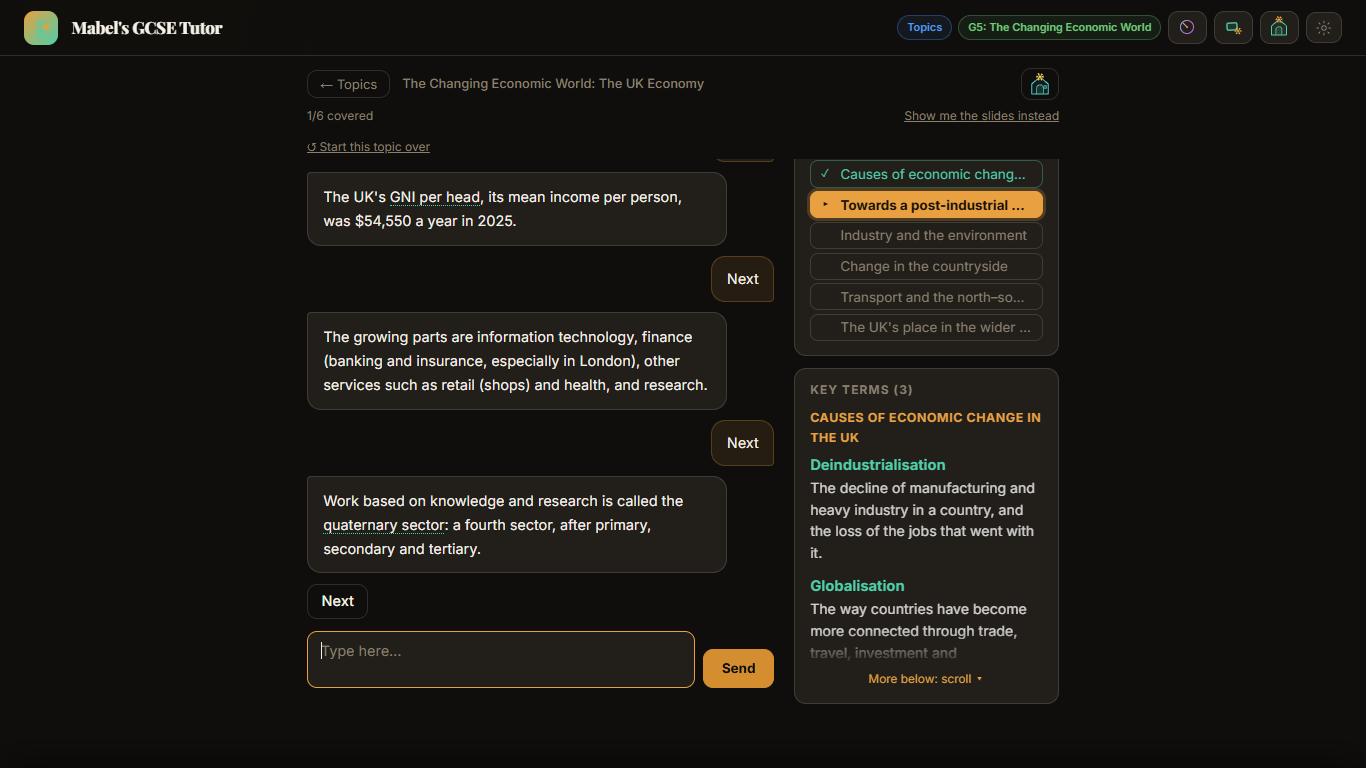 Mabel's GCSE Tutor
Topics
G5: The Changing Economic World
← Topics
The Changing Economic World: The UK Economy
1/6 covered
Show me the slides instead
↺ Start this topic over
The UK's GNI per head, its mean income per person,
was $54,550 a year in 2025.
Next
The growing parts are information technology, finance
(banking and insurance, especially in London), other
services such as retail (shops) and health, and research.
Next
Work based on knowledge and research is called the
quaternary sector: a fourth sector, after primary,
secondary and tertiary.
Next
Type here...
Send
✓ Causes of economic chang...
▸ Towards a post-industrial ...
Industry and the environment
Change in the countryside
Transport and the north–so...
The UK's place in the wider ...
KEY TERMS (3)
CAUSES OF ECONOMIC CHANGE IN
THE UK
Deindustrialisation
The decline of manufacturing and
heavy industry in a country, and
the loss of the jobs that went with
it.
Globalisation
The way countries have become
more connected through trade,
travel, investment and
More below: scroll ▾